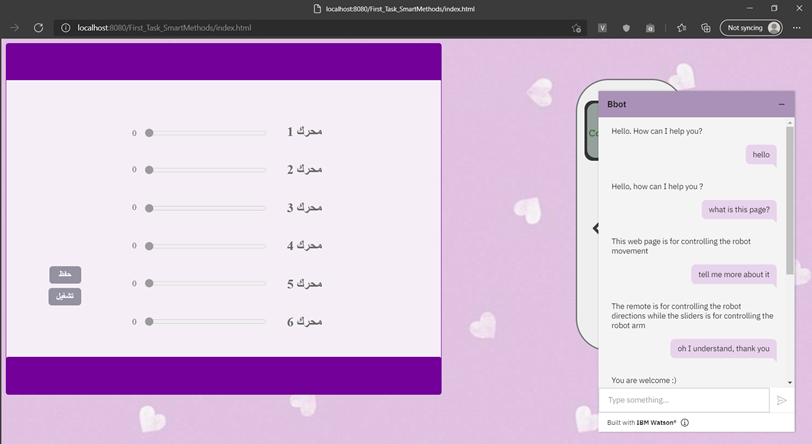 localhost:8080/First_Task_SmartMethods/index.html
localhost:8080/First_Task_SmartMethods/index.html
Not syncing
0 محرك 1
0 محرك 2
0 محرك 3
0 محرك 4
0 محرك 5
0 محرك 6
حفظ
تشغيل
Co
Bbot
Hello. How can I help you?
hello
Hello, how can I help you ?
what is this page?
This web page is for controlling the robot
movement
tell me more about it
The remote is for controlling the robot
directions while the sliders is for controlling the
robot arm
oh I understand, thank you
You are welcome :)
Type something...
Built with IBM Watson®